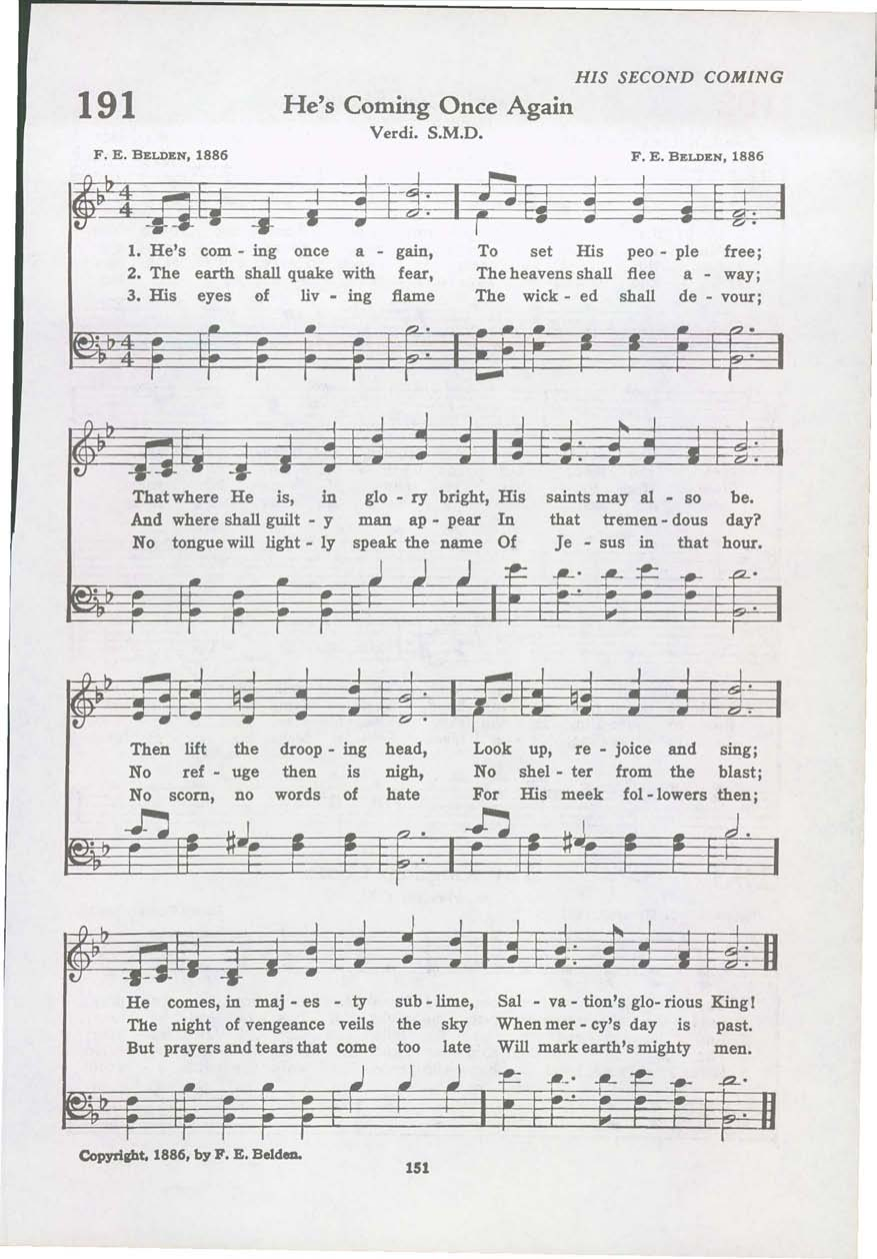 HIS SECOND COMING
191
He's Coming Once Again
Verdi. S.M.D.
F. E. BELDEN, 1886 F. E. BELDEN, 1886
1. He's com - ing once a - gain, To set His peo - ple free;
2. The earth shall quake with fear, The heavens shall flee a - way;
3. His eyes of liv - ing flame The wick - ed shall de - vour;
That where He is, in glo - ry bright, His saints may al - so be.
And where shall guilt - y man ap - pear In that tremen - dous day?
No tongue will light - ly speak the name Of Je - sus in that hour.
Then lift the droop - ing head, Look up, re - joice and sing;
No ref - uge then is nigh, No shel - ter from the blast;
No scorn, no words of hate For His meek fol - lowers then;
He comes, in maj - es - ty sub - lime, Sal - va - tion's glo - rious King!
The night of vengeance veils the sky When mer - cy's day is past.
But prayers and tears that come too late Will mark earth's mighty men.
Copyright, 1886, by F. E. Belden.
151